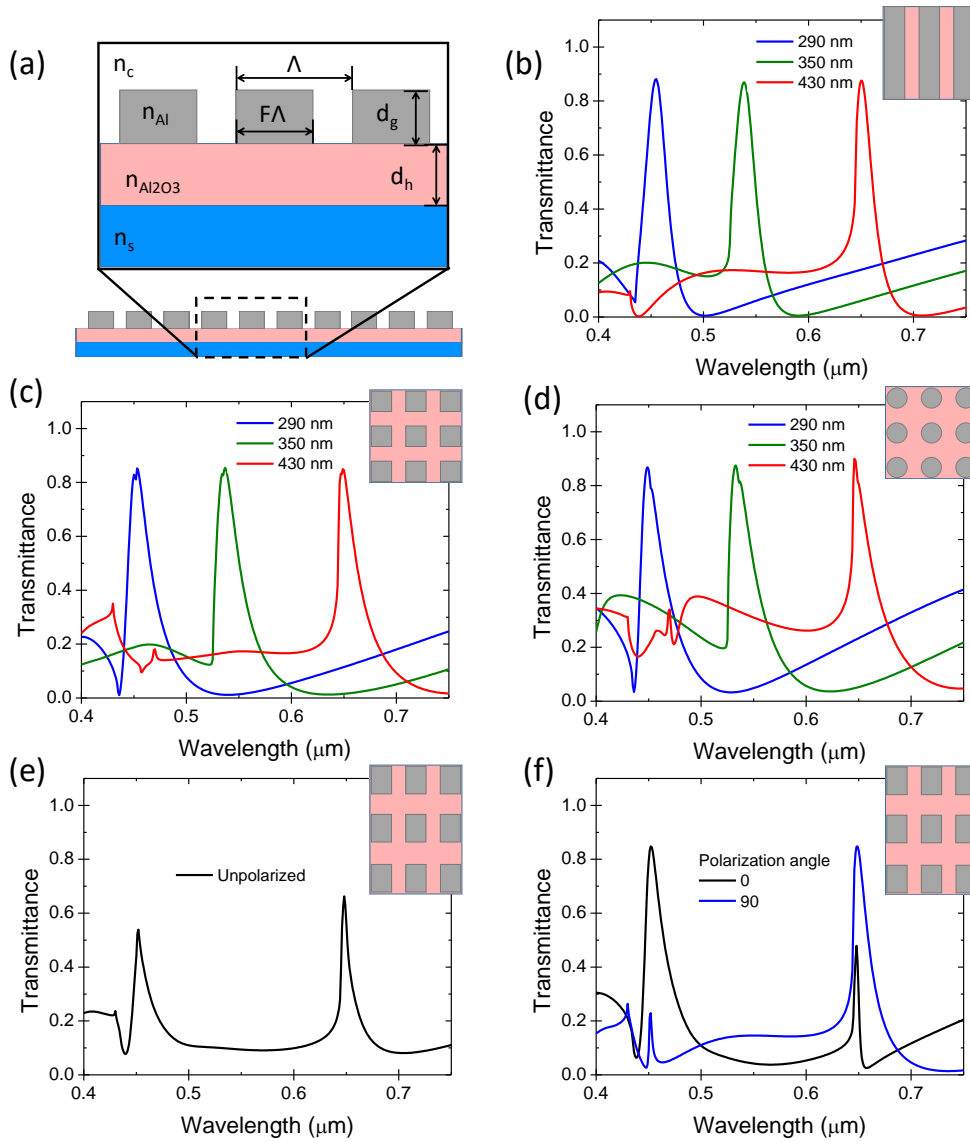 (a)
n_c
Λ
n_Al
FΛ
d_g
n_Al2O3
d_h
n_s
(b)
290 nm
350 nm
430 nm
Transmittance
1.0
0.8
0.6
0.4
0.2
0.0
0.4 0.5 0.6 0.7
Wavelength (μm)
(c)
290 nm
350 nm
430 nm
Transmittance
1.0
0.8
0.6
0.4
0.2
0.0
0.4 0.5 0.6 0.7
Wavelength (μm)
(d)
290 nm
350 nm
430 nm
Transmittance
1.0
0.8
0.6
0.4
0.2
0.0
0.4 0.5 0.6 0.7
Wavelength (μm)
(e)
Unpolarized
Transmittance
1.0
0.8
0.6
0.4
0.2
0.0
0.4 0.5 0.6 0.7
Wavelength (μm)
(f)
Polarization angle
0
90
Transmittance
1.0
0.8
0.6
0.4
0.2
0.0
0.4 0.5 0.6 0.7
Wavelength (μm)